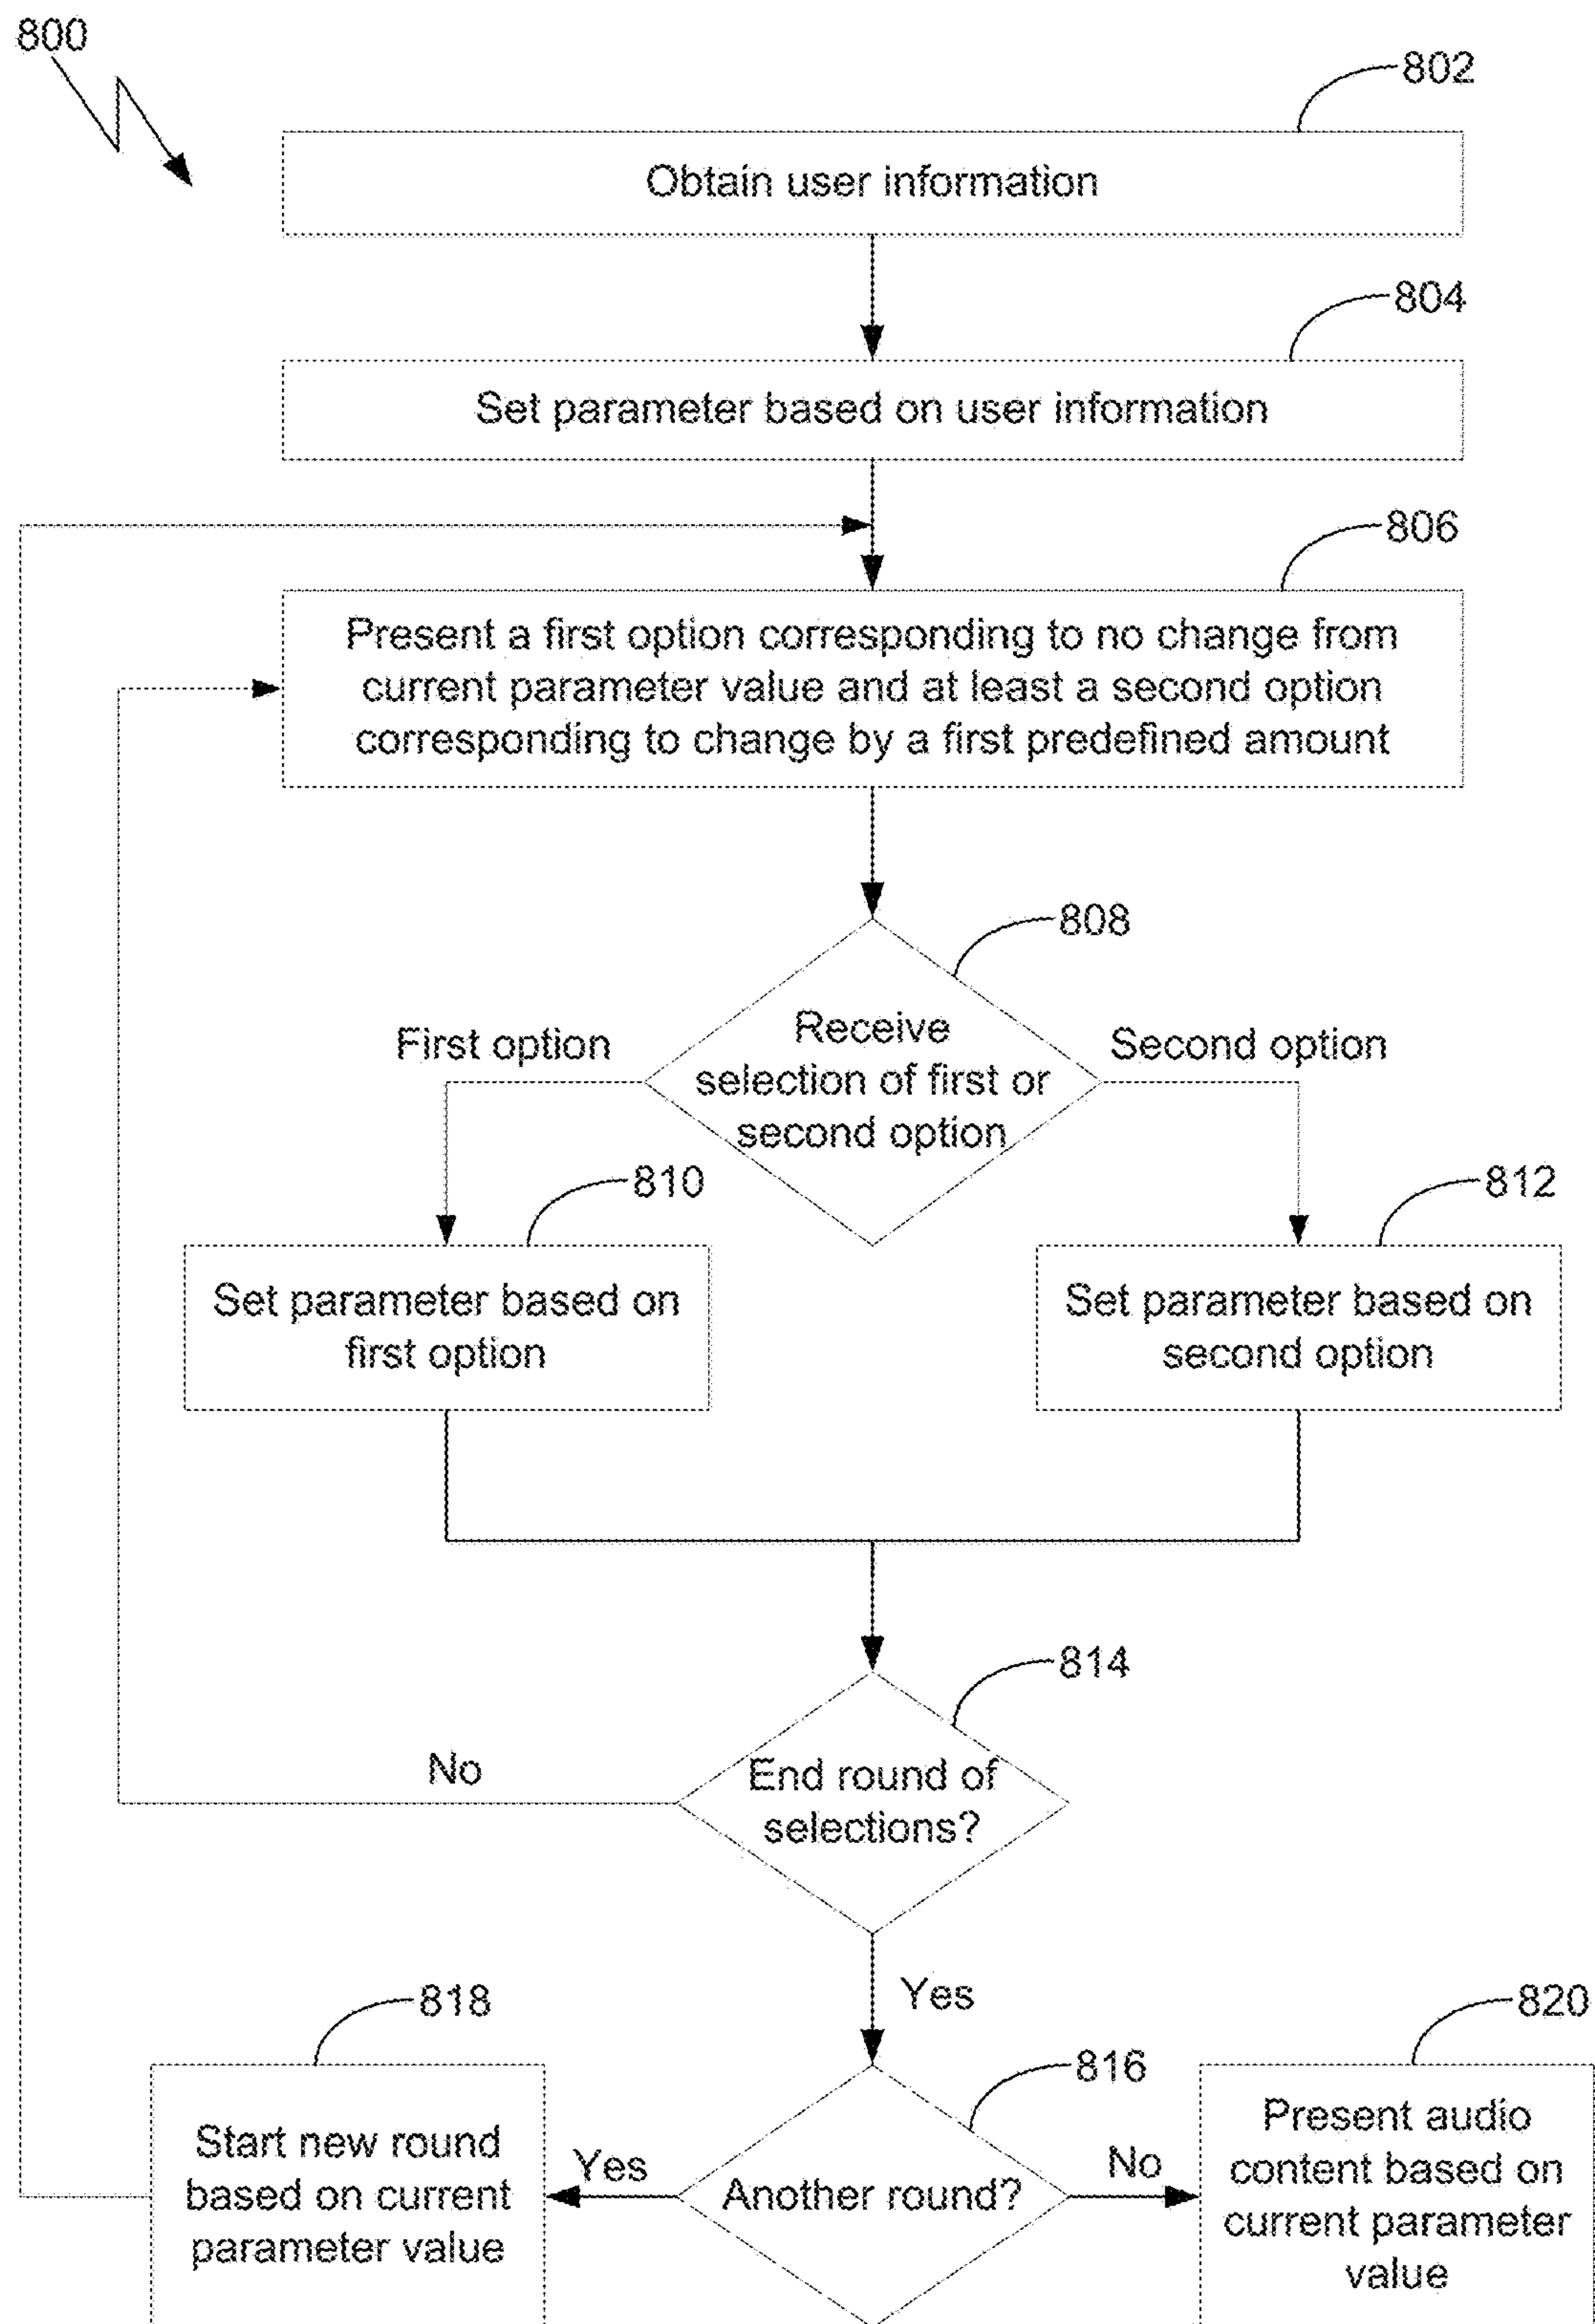 800
802
Obtain user information
804
Set parameter based on user information
806
Present a first option corresponding to no change from
current parameter value and at least a second option
corresponding to change by a first predefined amount
808
First option
Receive
selection of first or
second option
Second option
810
812
Set parameter based on
first option
Set parameter based on
second option
814
No
End round of
selections?
Yes
818
820
816
Start new round
based on current
parameter value
Yes
Another round?
No
Present audio
content based on
current parameter
value